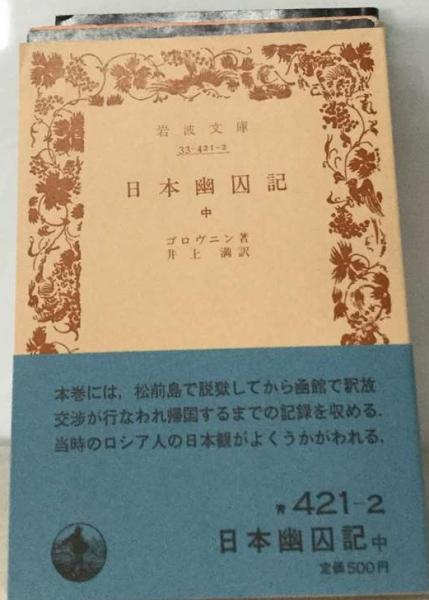 岩波文庫
33-421-2
日本幽囚記
中
ゴロヴニン著
井上満訳
本巻には，松前島で脱獄してから函館で釈放
交渉が行なわれ帰国するまでの記録を収める．
当時のロシア人の日本観がよくうかがわれる．
青 421-2
日本幽囚記 中
定価500円